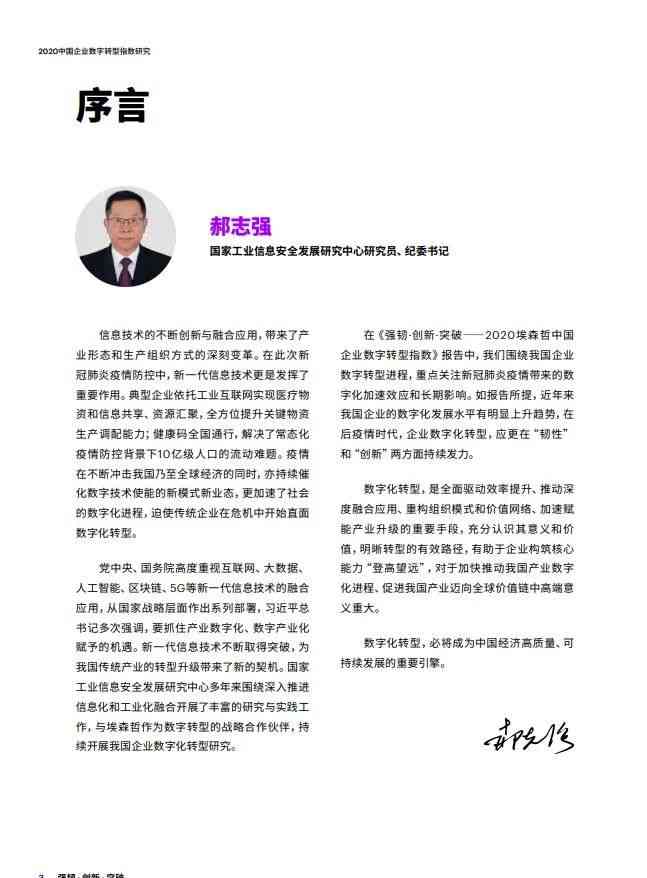 2020中国企业数字转型指数研究
序言
郝志强
国家工业信息安全发展研究中心研究员、纪委书记
信息技术的不断创新与融合应用，带来了产
业形态和生产组织方式的深刻变革。在此次新
冠肺炎疫情防控中，新一代信息技术更是发挥了
重要作用。典型企业依托工业互联网实现医疗物
资和信息共享、资源汇聚，全方位提升关键物资
生产调配能力；健康码全国通行，解决了常态化
疫情防控背景下10亿级人口的流动难题。疫情
在不断冲击我国乃至全球经济的同时，亦持续催
化数字技术使能的新模式新业态，更加速了社会
的数字化进程，迫使传统企业在危机中开始直面
数字化转型。
党中央、国务院高度重视互联网、大数据、
人工智能、区块链、5G等新一代信息技术的融合
应用，从国家战略层面作出系列部署，习近平总
书记多次强调，要抓住产业数字化、数字产业化
赋予的机遇。新一代信息技术不断取得突破，为
我国传统产业的转型升级带来了新的契机。国家
工业信息安全发展研究中心多年来围绕深入推进
信息化和工业化融合开展了丰富的研究与实践工
作，与埃森哲作为数字转型的战略合作伙伴，持
续开展我国企业数字化转型研究。
在《强韧·创新·突破——2020埃森哲中国
企业数字转型指数》报告中，我们围绕我国企业
数字转型进程，重点关注新冠肺炎疫情带来的数
字化加速效应和长期影响。如报告所提，近年来
我国企业的数字化发展水平有明显上升趋势，在
后疫情时代，企业数字化转型，应更在“韧性”
和“创新”两方面持续发力。
数字化转型，是全面驱动效率提升、推动深
度融合应用、重构组织模式和价值网络、加速赋
能产业升级的重要手段，充分认识其意义和价
值，明晰转型的有效路径，有助于企业构筑核心
能力“登高望远”，对于加快推动我国产业数字
化进程、促进我国产业迈向全球价值链中高端意
义重大。
数字化转型，必将成为中国经济高质量、可
持续发展的重要引擎。
郝志强
强韧·创新·突破